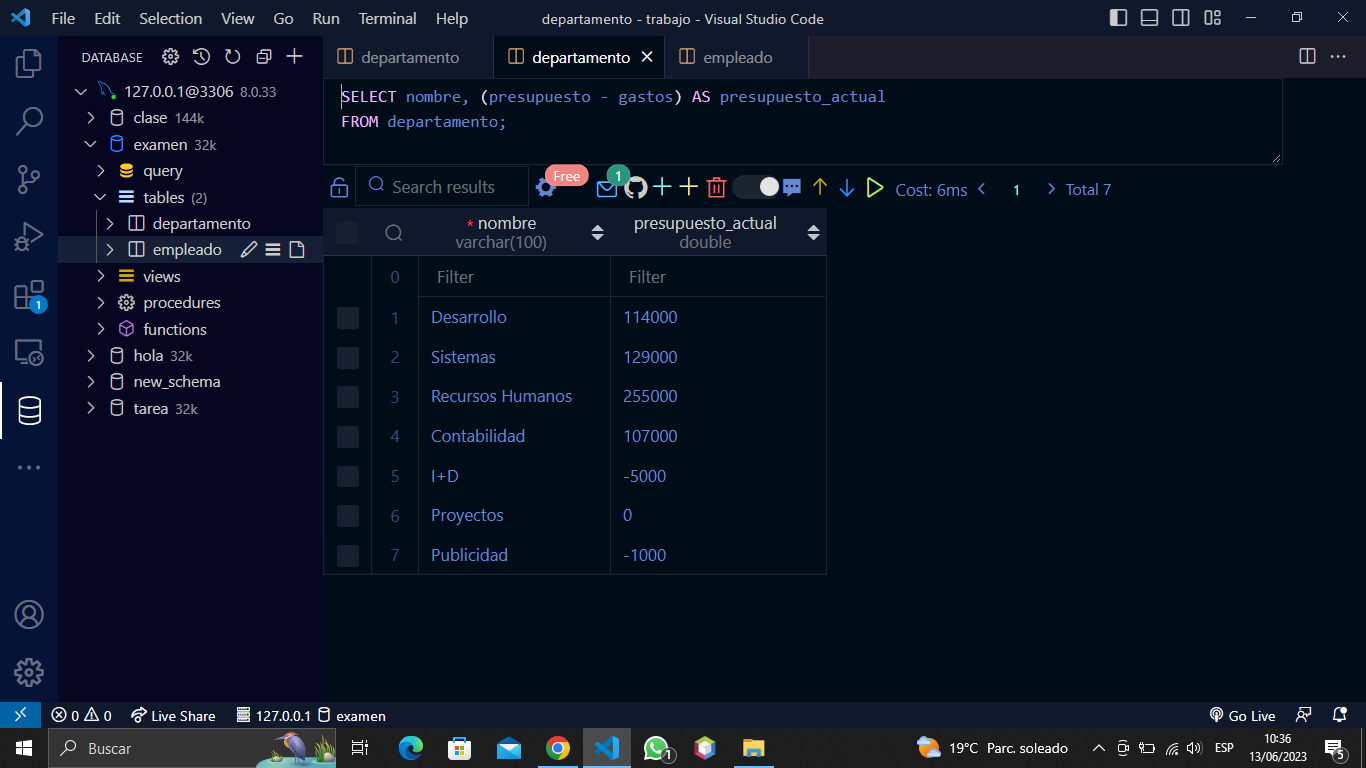 File Edit Selection View Go Run Terminal Help departamento - trabajo - Visual Studio Code
DATABASE
departamento departamento empleado
127.0.0.1@3306 8.0.33
clase 144k
examen 32k
query
tables (2)
departamento
empleado
views
procedures
functions
hola 32k
new_schema
tarea 32k
1
SELECT nombre, (presupuesto - gastos) AS presupuesto_actual
FROM departamento;
Search results Free 1 Cost: 6ms 1 Total 7
* nombre presupuesto_actual
varchar(100) double
0 Filter Filter
1 Desarrollo 114000
2 Sistemas 129000
3 Recursos Humanos 255000
4 Contabilidad 107000
5 I+D -5000
6 Proyectos 0
7 Publicidad -1000
0 0 Live Share 127.0.0.1 examen Go Live
Buscar 1 19°C Parc. soleado ESP 10:36
13/06/2023 5